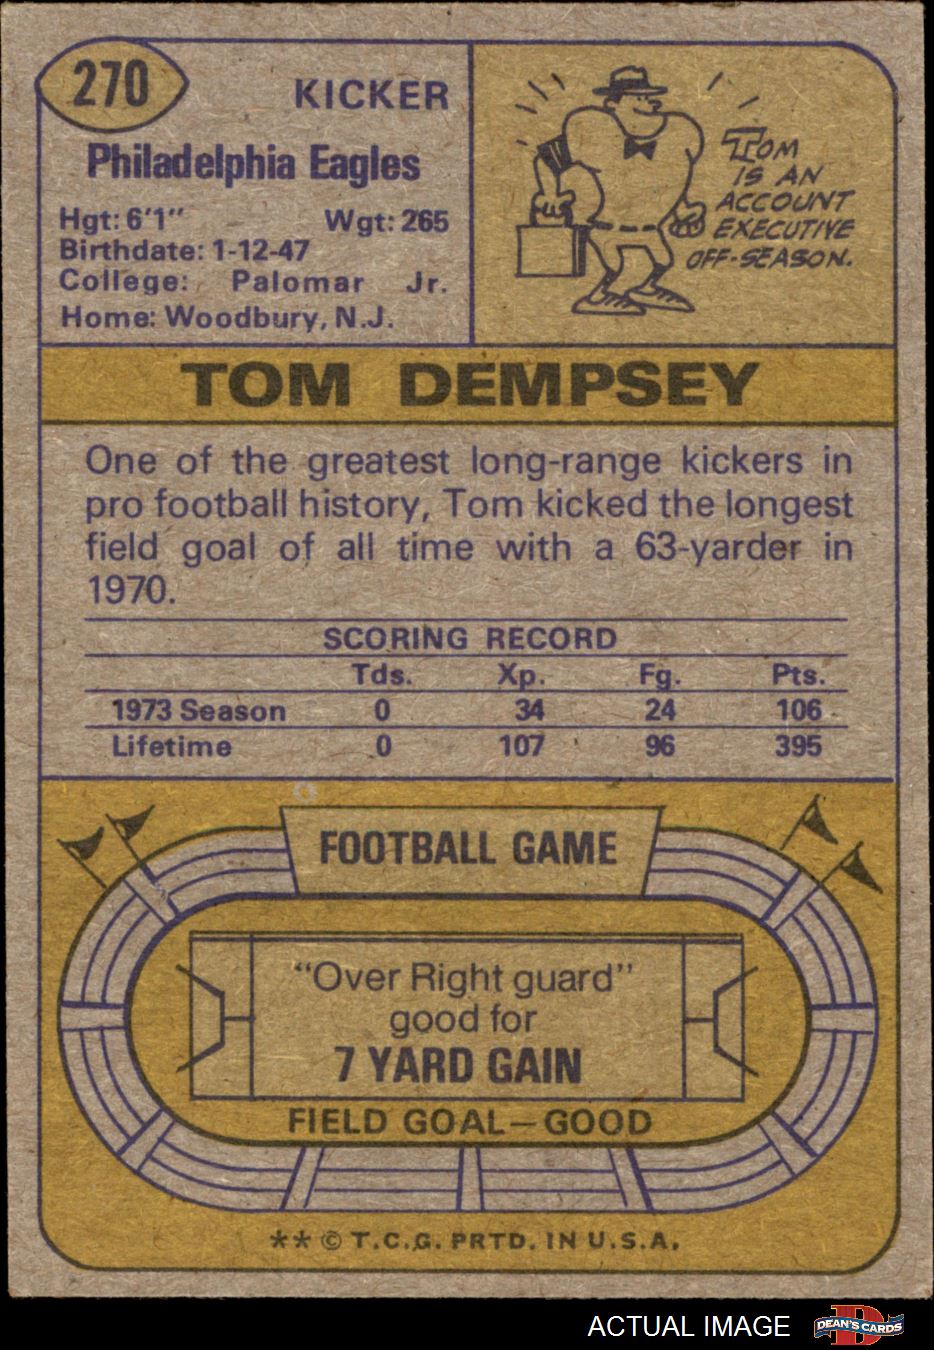 270
KICKER
Philadelphia Eagles
Hgt: 6'1" Wgt: 265
Birthdate: 1-12-47
College: Palomar Jr.
Home: Woodbury, N.J.
TOM
IS AN
ACCOUNT
EXECUTIVE
OFF-SEASON.
TOM DEMPSEY
One of the greatest long-range kickers in
pro football history, Tom kicked the longest
field goal of all time with a 63-yarder in
1970.
SCORING RECORD
Tds. Xp. Fg. Pts.
1973 Season 0 34 24 106
Lifetime 0 107 96 395
FOOTBALL GAME
"Over Right guard"
good for
7 YARD GAIN
FIELD GOAL—GOOD
** © T.C.G. PRTD. IN U.S.A.
ACTUAL IMAGE
D
DEAN'S CARDS